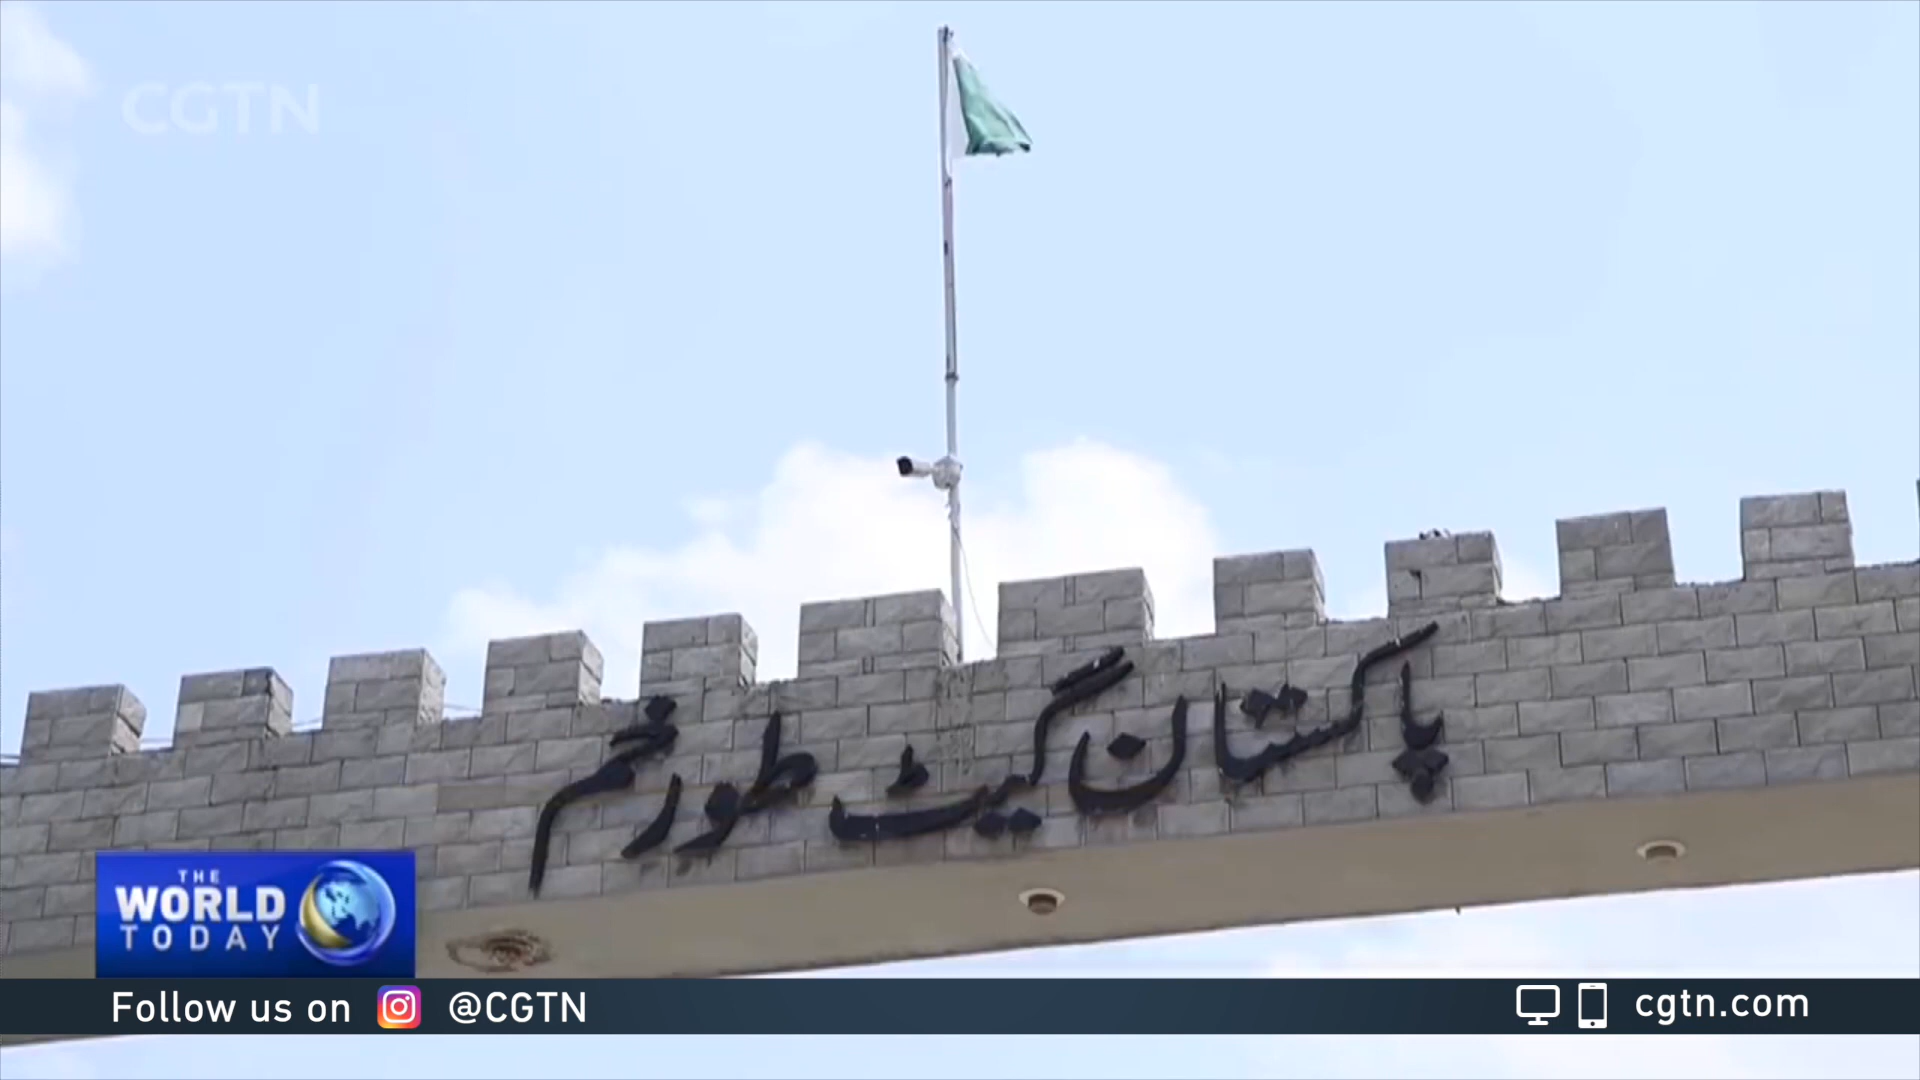 CGTN
پاکستان گیٹ طورخم
THE
WORLD
TODAY
Follow us on @CGTN
cgtn.com